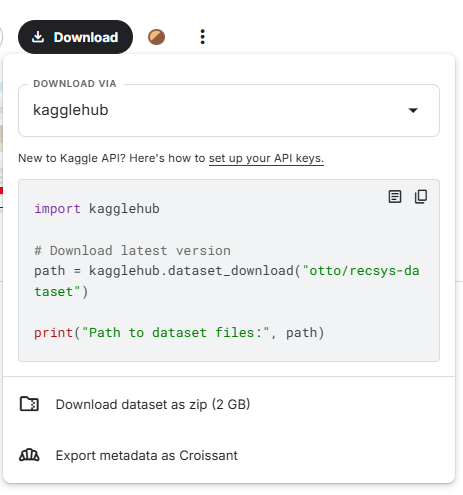 Download
DOWNLOAD VIA
kagglehub
New to Kaggle API? Here's how to set up your API keys.
import kagglehub
# Download latest version
path = kagglehub.dataset_download("otto/recsys-da
taset")
print("Path to dataset files:", path)
Download dataset as zip (2 GB)
Export metadata as Croissant